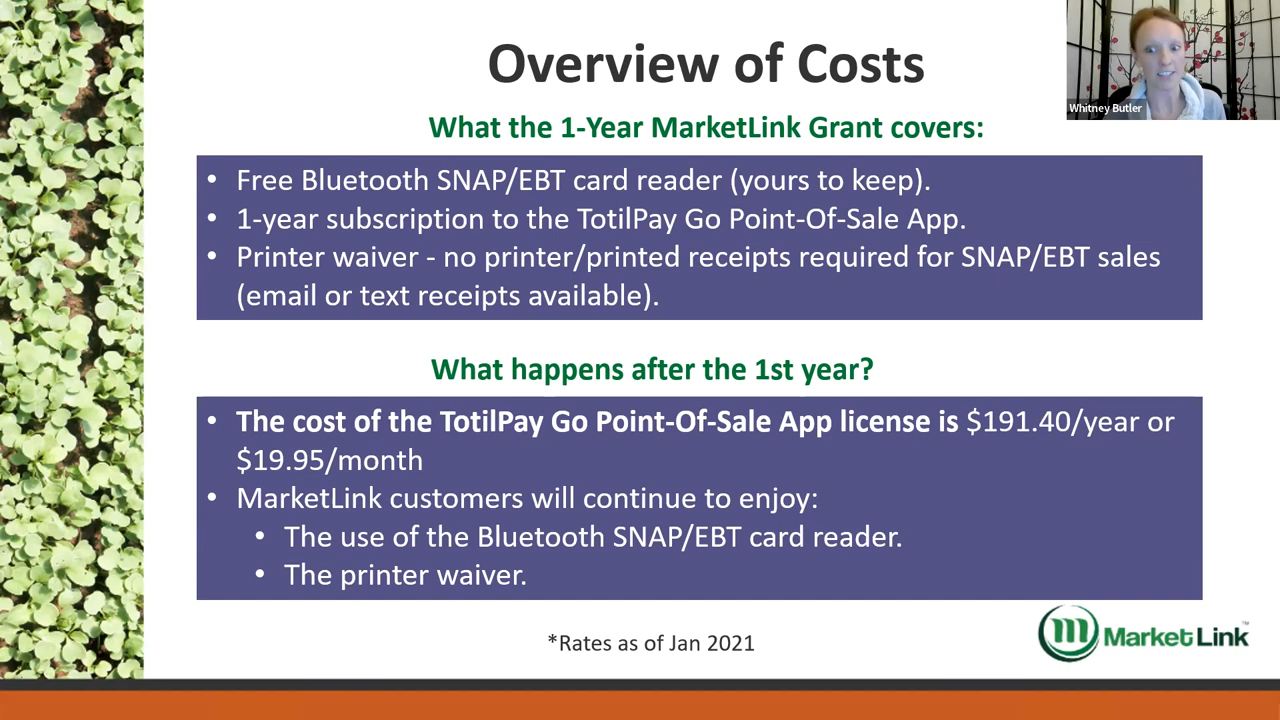 Overview of Costs
Whitney Butler
What the 1-Year MarketLink Grant covers:
• Free Bluetooth SNAP/EBT card reader (yours to keep).
• 1-year subscription to the TotilPay Go Point-Of-Sale App.
• Printer waiver - no printer/printed receipts required for SNAP/EBT sales
(email or text receipts available).
What happens after the 1st year?
• The cost of the TotilPay Go Point-Of-Sale App license is $191.40/year or
$19.95/month
• MarketLink customers will continue to enjoy:
• The use of the Bluetooth SNAP/EBT card reader.
• The printer waiver.
*Rates as of Jan 2021
m MarketLink™